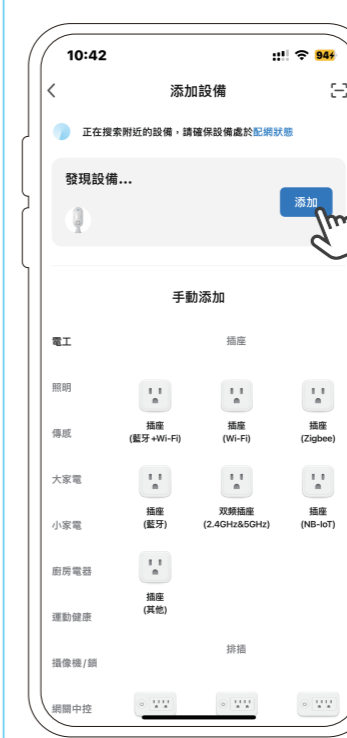 10:42
94
添加設備
正在搜索附近的設備，請確保設備處於配網狀態
發現設備...
添加
手動添加
電工
插座
照明
插座
(藍牙+Wi-Fi)
插座
(Wi-Fi)
插座
(Zigbee)
傳感
大家電
插座
(藍牙)
双頻插座
(2.4GHz&5GHz)
插座
(NB-IoT)
小家電
廚房電器
插座
(其他)
運動健康
排插
攝像機/鎖
網關中控